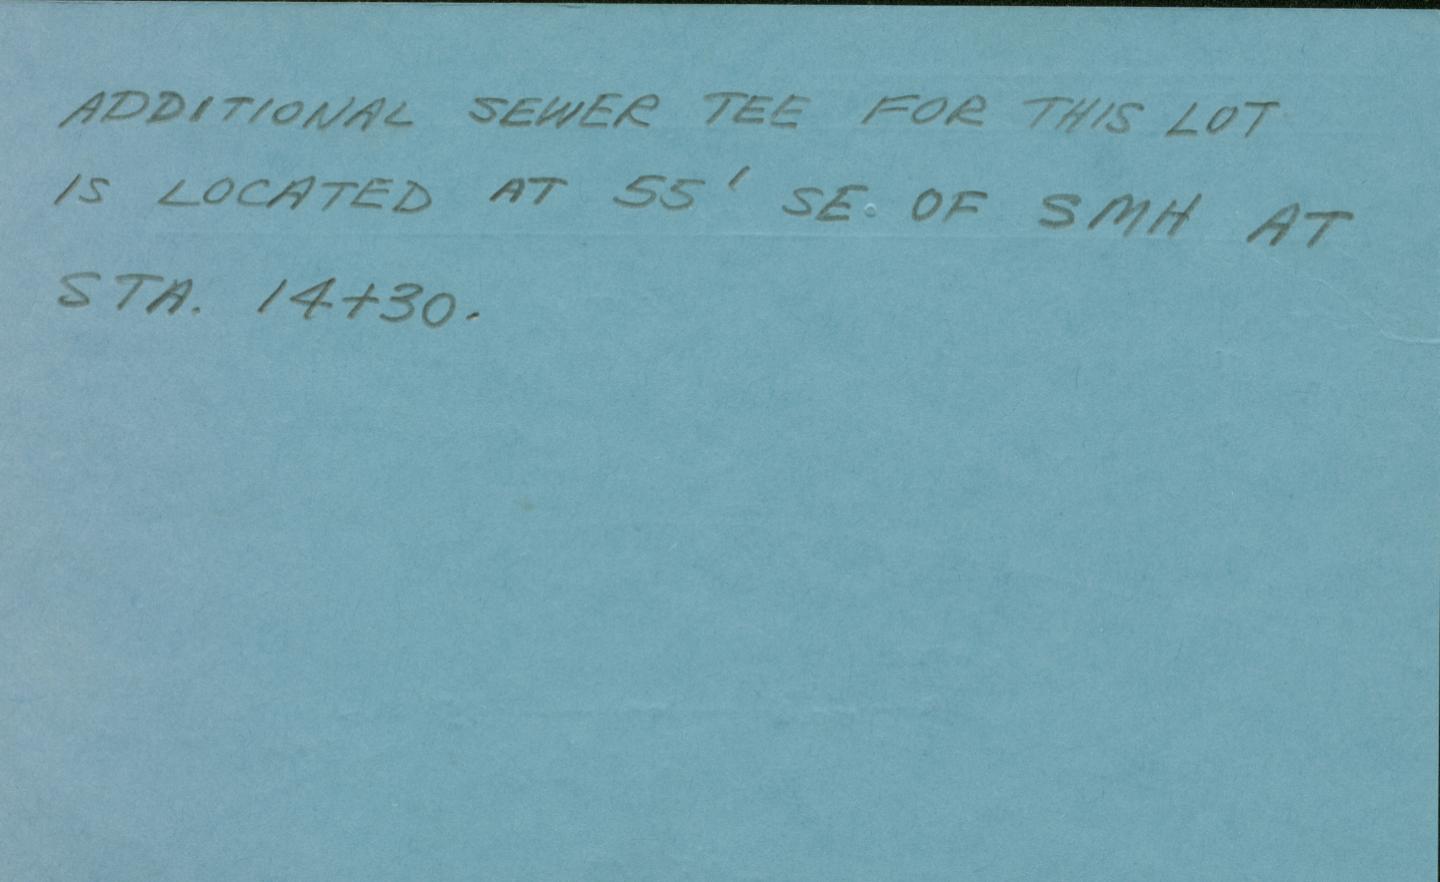 ADDITIONAL SEWER TEE FOR THIS LOT
IS LOCATED AT 55' SE. OF SMH AT
STA. 14+30.